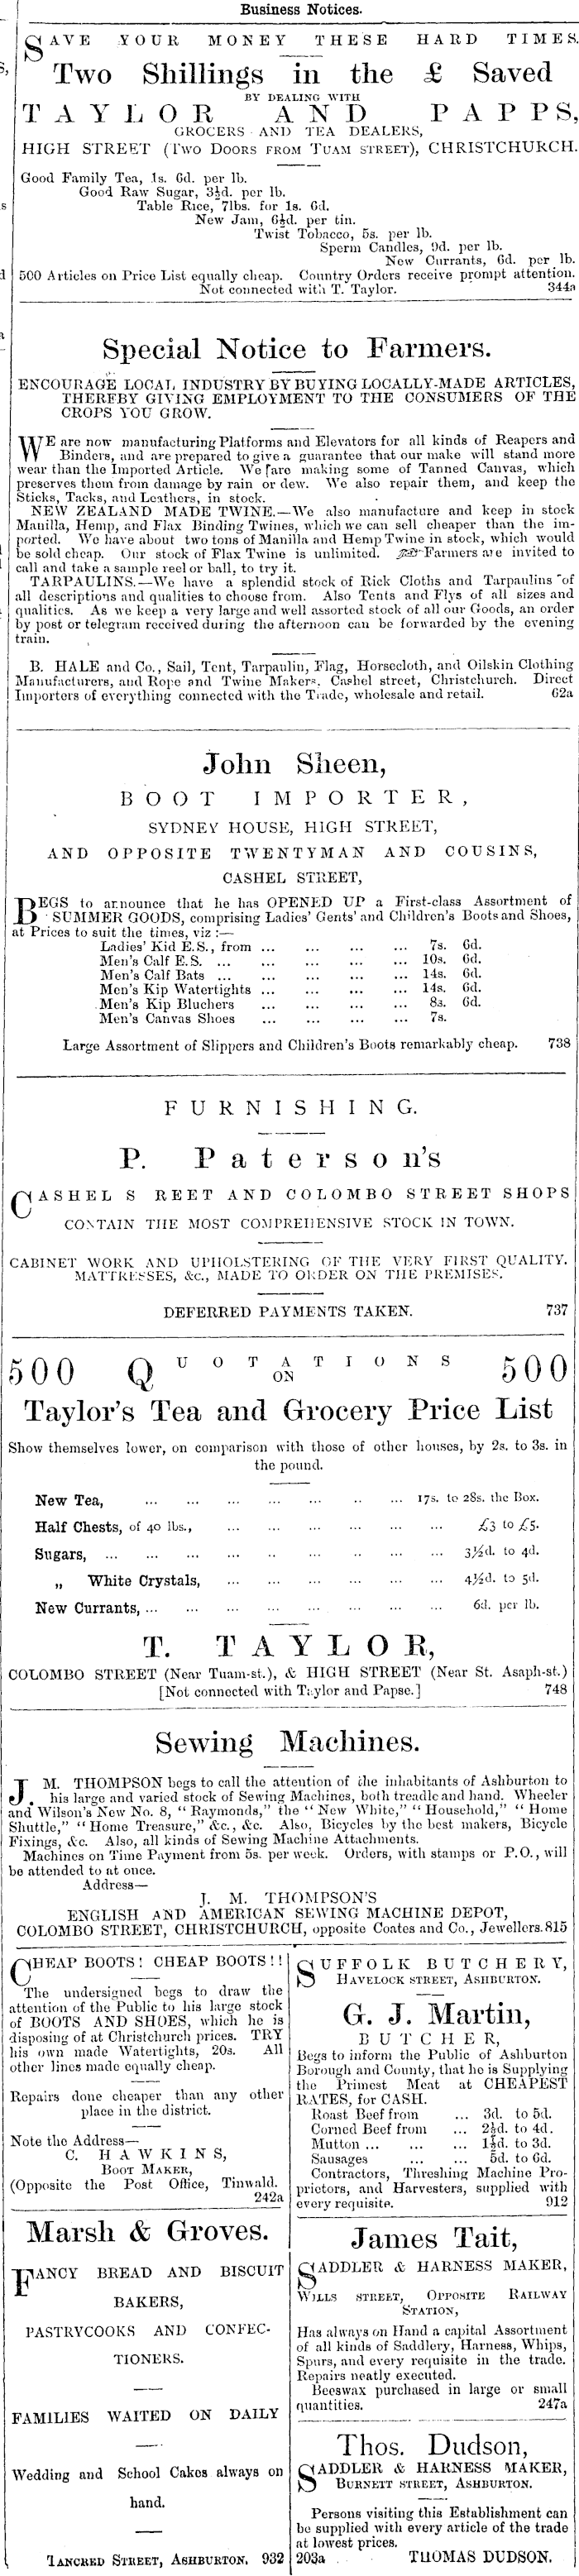 Business Notices.
SAVE YOUR MONEY THESE HARD TIMES.
Two Shillings in the £ Saved
BY DEALING WITH
TAYLOR AND PAPPS,
GROCERS AND TEA DEALERS,
HIGH STREET (TWO DOORS FROM TUAM STREET), CHRISTCHURCH.
Good Family Tea, 1s. 6d. per lb.
Good Raw Sugar, 3½d. per lb.
Table Rice, 7lbs. for 1s. 6d.
New Jam, 6½d. per tin.
Twist Tobacco, 5s. per lb.
Sperm Candles, 9d. per lb.
New Currants, 6d. per lb.
500 Articles on Price List equally cheap. Country Orders receive prompt attention.
Not connected with T. Taylor. 344a
Special Notice to Farmers.
ENCOURAGE LOCAL INDUSTRY BY BUYING LOCALLY-MADE ARTICLES,
THEREBY GIVING EMPLOYMENT TO THE CONSUMERS OF THE
CROPS YOU GROW.
WE are now manufacturing Platforms and Elevators for all kinds of Reapers and
Binders, and are prepared to give a guarantee that our make will stand more
wear than the Imported Article. We are making some of Tanned Canvas, which
preserves them from damage by rain or dew. We also repair them, and keep the
Sticks, Tacks, and Leathers, in stock.
NEW ZEALAND MADE TWINE.—We also manufacture and keep in stock
Manilla, Hemp, and Flax Binding Twines, which we can sell cheaper than the im-
ported. We have about two tons of Manilla and Hemp Twine in stock, which would
be sold cheap. Our stock of Flax Twine is unlimited. Farmers are invited to
call and take a sample reel or ball, to try it.
TARPAULINS.—We have a splendid stock of Rick Cloths and Tarpaulins of
all descriptions and qualities to choose from. Also Tents and Flys of all sizes and
qualities. As we keep a very large and well assorted stock of all our Goods, an order
by post or telegram received during the afternoon can be forwarded by the evening
train.
B. HALE and Co., Sail, Tent, Tarpaulin, Flag, Horsecloth, and Oilskin Clothing
Manufacturers, and Rope and Twine Makers. Cashel street, Christchurch. Direct
Importers of everything connected with the Trade, wholesale and retail. 62a
John Sheen,
BOOT IMPORTER,
SYDNEY HOUSE, HIGH STREET,
AND OPPOSITE TWENTYMAN AND COUSINS,
CASHEL STREET,
BEGS to announce that he has OPENED UP a First-class Assortment of
SUMMER GOODS, comprising Ladies' Gents' and Children's Boots and Shoes,
at Prices to suit the times, viz :—
Ladies' Kid E.S., from ... ... ... ... 7s. 6d.
Men's Calf E.S. ... ... ... ... ... 10s. 6d.
Men's Calf Bats ... ... ... ... ... 14s. 6d.
Men's Kip Watertights ... ... ... ... 14s. 6d.
Men's Kip Bluchers ... ... ... ... 8s. 6d.
Men's Canvas Shoes ... ... ... ... 7s.
Large Assortment of Slippers and Children's Boots remarkably cheap. 738
FURNISHING.
P. Paterson's
CASHEL S REET AND COLOMBO STREET SHOPS
CONTAIN THE MOST COMPREHENSIVE STOCK IN TOWN.
CABINET WORK AND UPHOLSTERING OF THE VERY FIRST QUALITY.
MATTRESSES, &c., MADE TO ORDER ON THE PREMISES.
DEFERRED PAYMENTS TAKEN. 737
500 QUOTATIONS 500
ON
Taylor's Tea and Grocery Price List
Show themselves lower, on comparison with those of other houses, by 2s. to 3s. in
the pound.
New Tea, ... ... ... ... ... .. ... 17s. to 28s. the Box.
Half Chests, of 40 lbs., ... ... ... ... ... ... £3 to £5.
Sugars, ... ... ... .. ... ... ... ... 3½d. to 4d.
„ White Crystals, ... ... ... ... ... ... 4½d. to 5d.
New Currants, ... ... ... ... ... ... ... ... 6d. per lb.
T. TAYLOR,
COLOMBO STREET (Near Tuam-st.), & HIGH STREET (Near St. Asaph-st.)
[Not connected with Taylor and Papse.] 748
Sewing Machines.
J. M. THOMPSON begs to call the attention of the inhabitants of Ashburton to
his large and varied stock of Sewing Machines, both treadle and hand. Wheeler
and Wilson's New No. 8, "Raymonds," the "New White," "Household," "Home
Shuttle," "Home Treasure," &c., &c. Also, Bicycles by the best makers, Bicycle
Fixings, &c. Also, all kinds of Sewing Machine Attachments.
Machines on Time Payment from 5s. per week. Orders, with stamps or P.O., will
be attended to at once.
Address—
J. M. THOMPSON'S
ENGLISH AND AMERICAN SEWING MACHINE DEPOT,
COLOMBO STREET, CHRISTCHURCH, opposite Coates and Co., Jewellers. 815
CHEAP BOOTS! CHEAP BOOTS!!
The undersigned begs to draw the
attention of the Public to his large stock
of BOOTS AND SHOES, which he is
disposing of at Christchurch prices. TRY
his own made Watertights, 20s. All
other lines made equally cheap.
Repairs done cheaper than any other
place in the district.
Note the Address—
C. HAWKINS,
BOOT MAKER,
(Opposite the Post Office, Tinwald.
242a
Marsh & Groves.
FANCY BREAD AND BISCUIT
BAKERS,
PASTRYCOOKS AND CONFEC-
TIONERS.
FAMILIES WAITED ON DAILY
Wedding and School Cakes always on
hand.
TANCRED STREET, ASHBURTON. 932
SUFFOLK BUTCHERY,
HAVELOCK STREET, ASHBURTON.
G. J. Martin,
BUTCHER,
Begs to inform the Public of Ashburton
Borough and County, that he is Supplying
the Primest Meat at CHEAPEST
RATES, for CASH.
Roast Beef from ... 3d. to 5d.
Corned Beef from ... 2½d. to 4d.
Mutton ... ... ... 1½d. to 3d.
Sausages ... ... 5d. to 6d.
Contractors, Threshing Machine Pro-
prietors, and Harvesters, supplied with
every requisite. 912
James Tait,
SADDLER & HARNESS MAKER,
WILLS STREET, OPPOSITE RAILWAY
STATION,
Has always on Hand a capital Assortment
of all kinds of Saddlery, Harness, Whips,
Spurs, and every requisite in the trade.
Repairs neatly executed.
Beeswax purchased in large or small
quantities. 247a
Thos. Dudson,
SADDLER & HARNESS MAKER,
BURNETT STREET, ASHBURTON.
Persons visiting this Establishment can
be supplied with every article of the trade
at lowest prices.
203a THOMAS DUDSON.